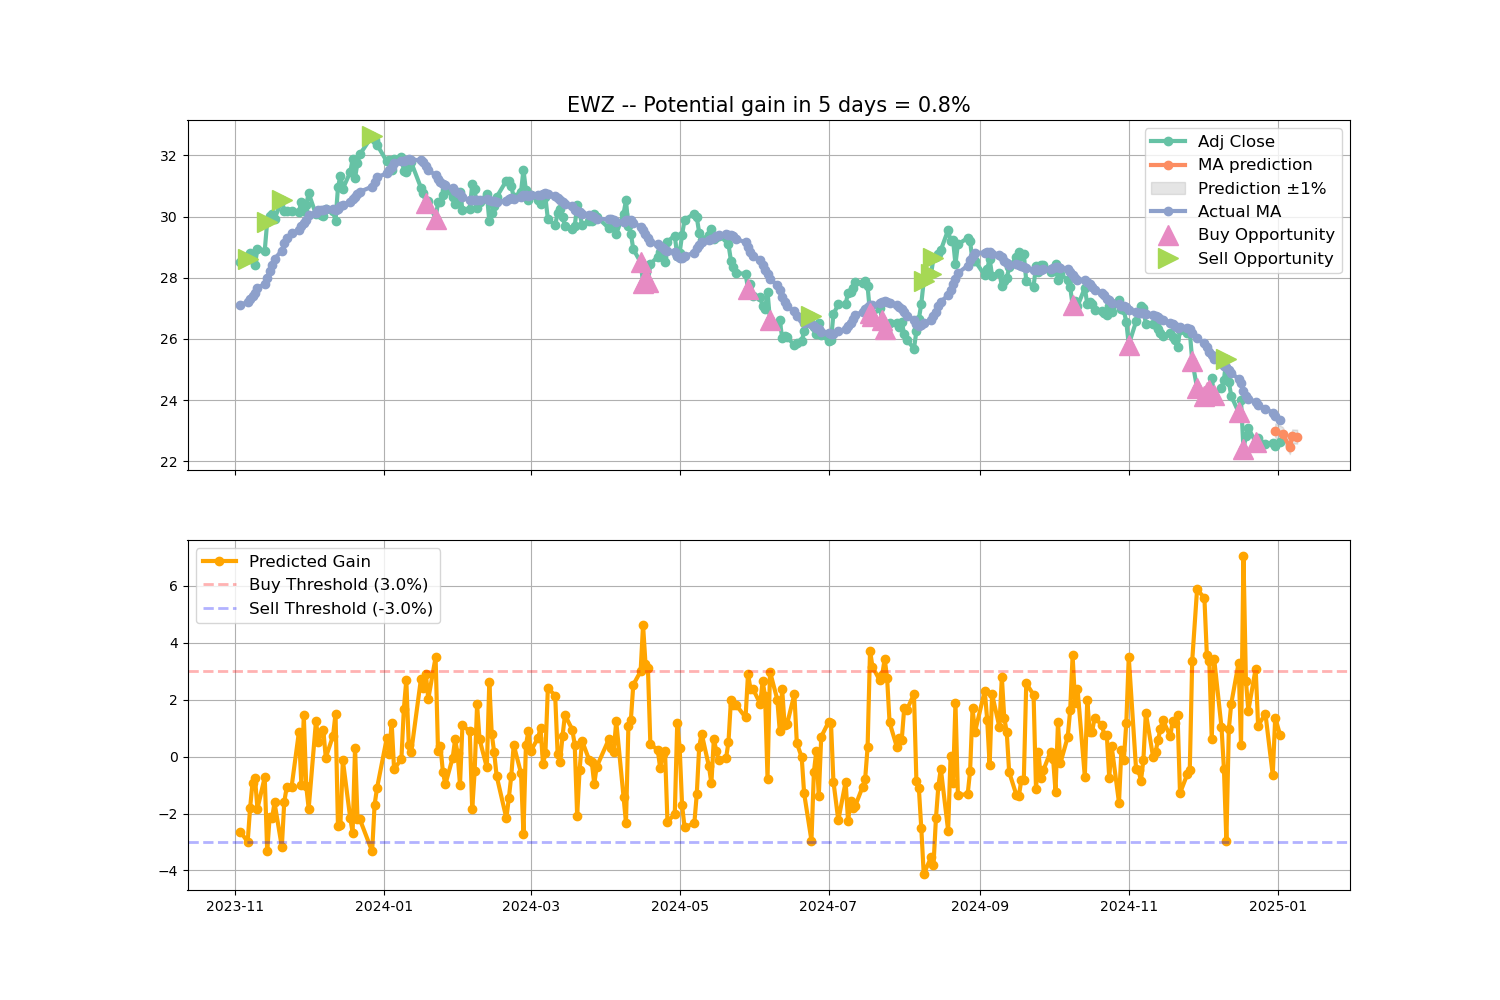 EWZ -- Potential gain in 5 days = 0.8%
32
30
28
26
24
22
Adj Close
MA prediction
Prediction ±1%
Actual MA
Buy Opportunity
Sell Opportunity
6
4
2
0
−2
−4
Predicted Gain
Buy Threshold (3.0%)
Sell Threshold (-3.0%)
2023-11 2024-01 2024-03 2024-05 2024-07 2024-09 2024-11 2025-01